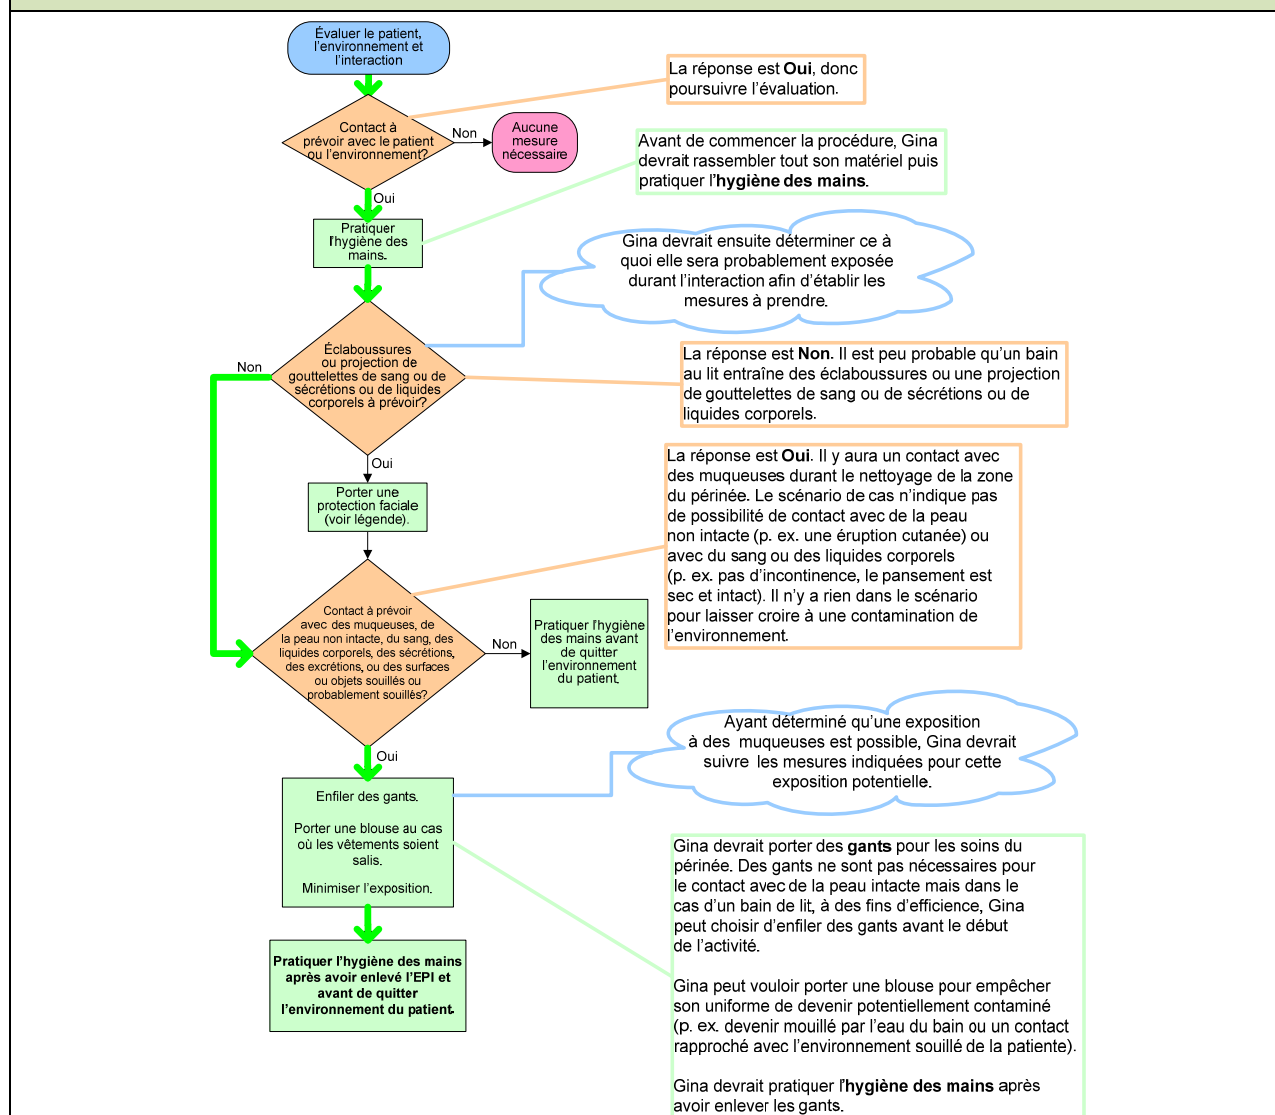 Évaluer le patient,
l'environnement et
l'interaction
La réponse est Oui, donc
poursuivre l'évaluation.
Contact à
prévoir avec le patient
ou l'environnement?
Non
Aucune
mesure
nécessaire
Avant de commencer la procédure, Gina
devrait rassembler tout son matériel puis
pratiquer l'hygiène des mains.
Oui
Pratiquer
l'hygiène des
mains.
Gina devrait ensuite déterminer ce à
quoi elle sera probablement exposée
durant l'interaction afin d'établir les
mesures à prendre.
Éclaboussures
ou projection de
gouttelettes de sang ou de
sécrétions ou de liquides
corporels à prévoir?
Non
La réponse est Non. Il est peu probable qu'un bain
au lit entraîne des éclaboussures ou une projection
de gouttelettes de sang ou de sécrétions ou de
liquides corporels.
Oui
Porter une
protection faciale
(voir légende).
La réponse est Oui. Il y aura un contact avec
des muqueuses durant le nettoyage de la zone
du périnée. Le scénario de cas n'indique pas
de possibilité de contact avec de la peau
non intacte (p. ex. une éruption cutanée) ou
avec du sang ou des liquides corporels
(p. ex. pas d'incontinence, le pansement est
sec et intact). Il n'y a rien dans le scénario
pour laisser croire à une contamination de
l'environnement.
Contact à prévoir
avec des muqueuses, de
la peau non intacte, du sang, des
liquides corporels, des sécrétions,
des excrétions, ou des surfaces
ou objets souillés ou
probablement souillés?
Non
Pratiquer l'hygiène
des mains avant
de quitter
l'environnement
du patient.
Oui
Ayant déterminé qu'une exposition
à des muqueuses est possible, Gina devrait
suivre les mesures indiquées pour cette
exposition potentielle.
Enfiler des gants.
Porter une blouse au cas
où les vêtements soient
salis.
Minimiser l'exposition.
Gina devrait porter des gants pour les soins du
périnée. Des gants ne sont pas nécessaires pour
le contact avec de la peau intacte mais dans le
cas d'un bain de lit, à des fins d'efficience, Gina
peut choisir d'enfiler des gants avant le début
de l'activité.
Gina peut vouloir porter une blouse pour empêcher
son uniforme de devenir potentiellement contaminé
(p. ex. devenir mouillé par l'eau du bain ou un contact
rapproché avec l'environnement souillé de la patiente).
Gina devrait pratiquer l'hygiène des mains après
avoir enlever les gants.
Pratiquer l'hygiène des mains
après avoir enlevé l'EPI et
avant de quitter
l'environnement du patient.